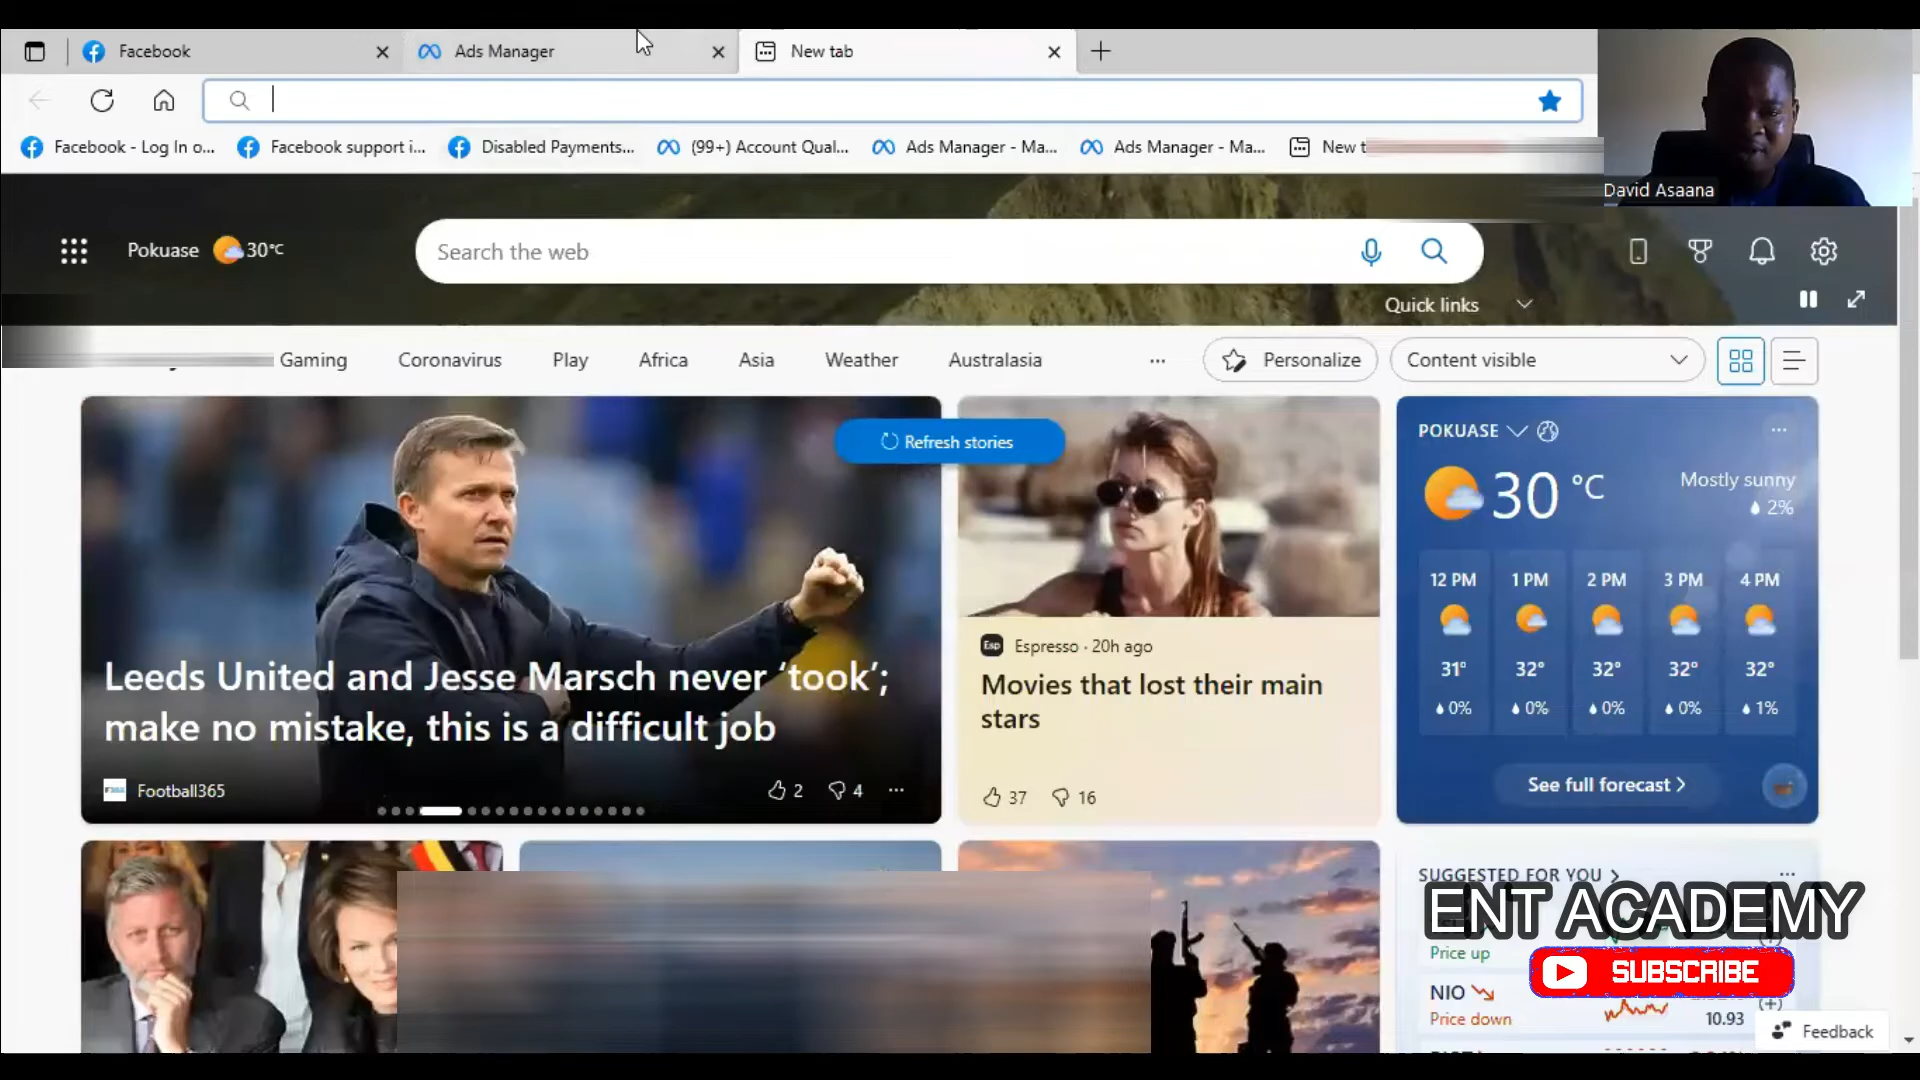 Facebook
Ads Manager
New tab
Facebook - Log In o...
Facebook support i...
Disabled Payments...
(99+) Account Qual...
Ads Manager - Ma...
Ads Manager - Ma...
New t
David Asaana
Pokuase
30°C
Search the web
Quick links
Gaming
Coronavirus
Play
Africa
Asia
Weather
Australasia
...
Personalize
Content visible
Refresh stories
Leeds United and Jesse Marsch never ‘took’;
make no mistake, this is a difficult job
Football365
2
4
Esp
Espresso · 20h ago
Movies that lost their main
stars
37
16
POKUASE
30 °C
Mostly sunny
2%
12 PM 1 PM 2 PM 3 PM 4 PM
31° 32° 32° 32° 32°
0% 0% 0% 0% 1%
See full forecast
SUGGESTED FOR YOU
ENT ACADEMY
Price up
SUBSCRIBE
NIO
Price down
10.93
Feedback